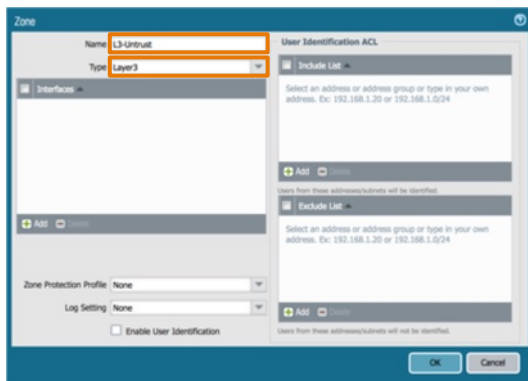 Zone
Name L3-Untrust
Type Layer3
Interfaces
Add Delete
Zone Protection Profile None
Log Setting None
Enable User Identification
User Identification ACL
Include List
Select an address or address group or type in your own
address. Ex: 192.168.1.20 or 192.168.1.0/24
Add Delete
Users from these addresses/subnets will be identified.
Exclude List
Select an address or address group or type in your own
address. Ex: 192.168.1.20 or 192.168.1.0/24
Add Delete
Users from these addresses/subnets will not be identified.
OK Cancel